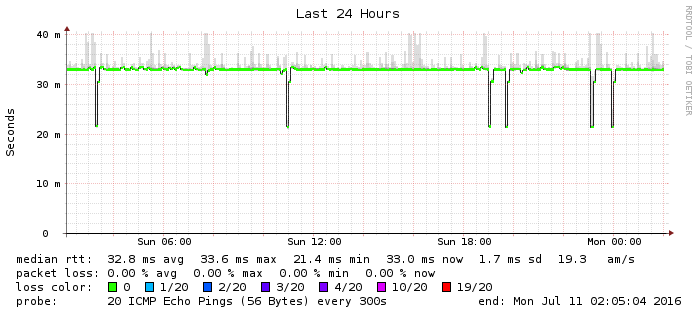 Last 24 Hours
RRDTOOL / TOBI OETIKER
Seconds
40 m
30 m
20 m
10 m
0
Sun 06:00 Sun 12:00 Sun 18:00 Mon 00:00
median rtt: 32.8 ms avg 33.6 ms max 21.4 ms min 33.0 ms now 1.7 ms sd 19.3 am/s
packet loss: 0.00 % avg 0.00 % max 0.00 % min 0.00 % now
loss color: 0 1/20 2/20 3/20 4/20 10/20 19/20
probe: 20 ICMP Echo Pings (56 Bytes) every 300s end: Mon Jul 11 02:05:04 2016